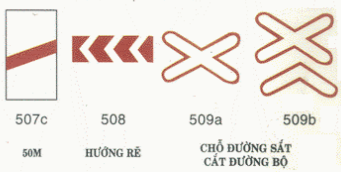 507c 508 509a 509b
50M HƯỚNG RẼ CHỖ ĐƯỜNG SẮT
CẮT ĐƯỜNG BỘ